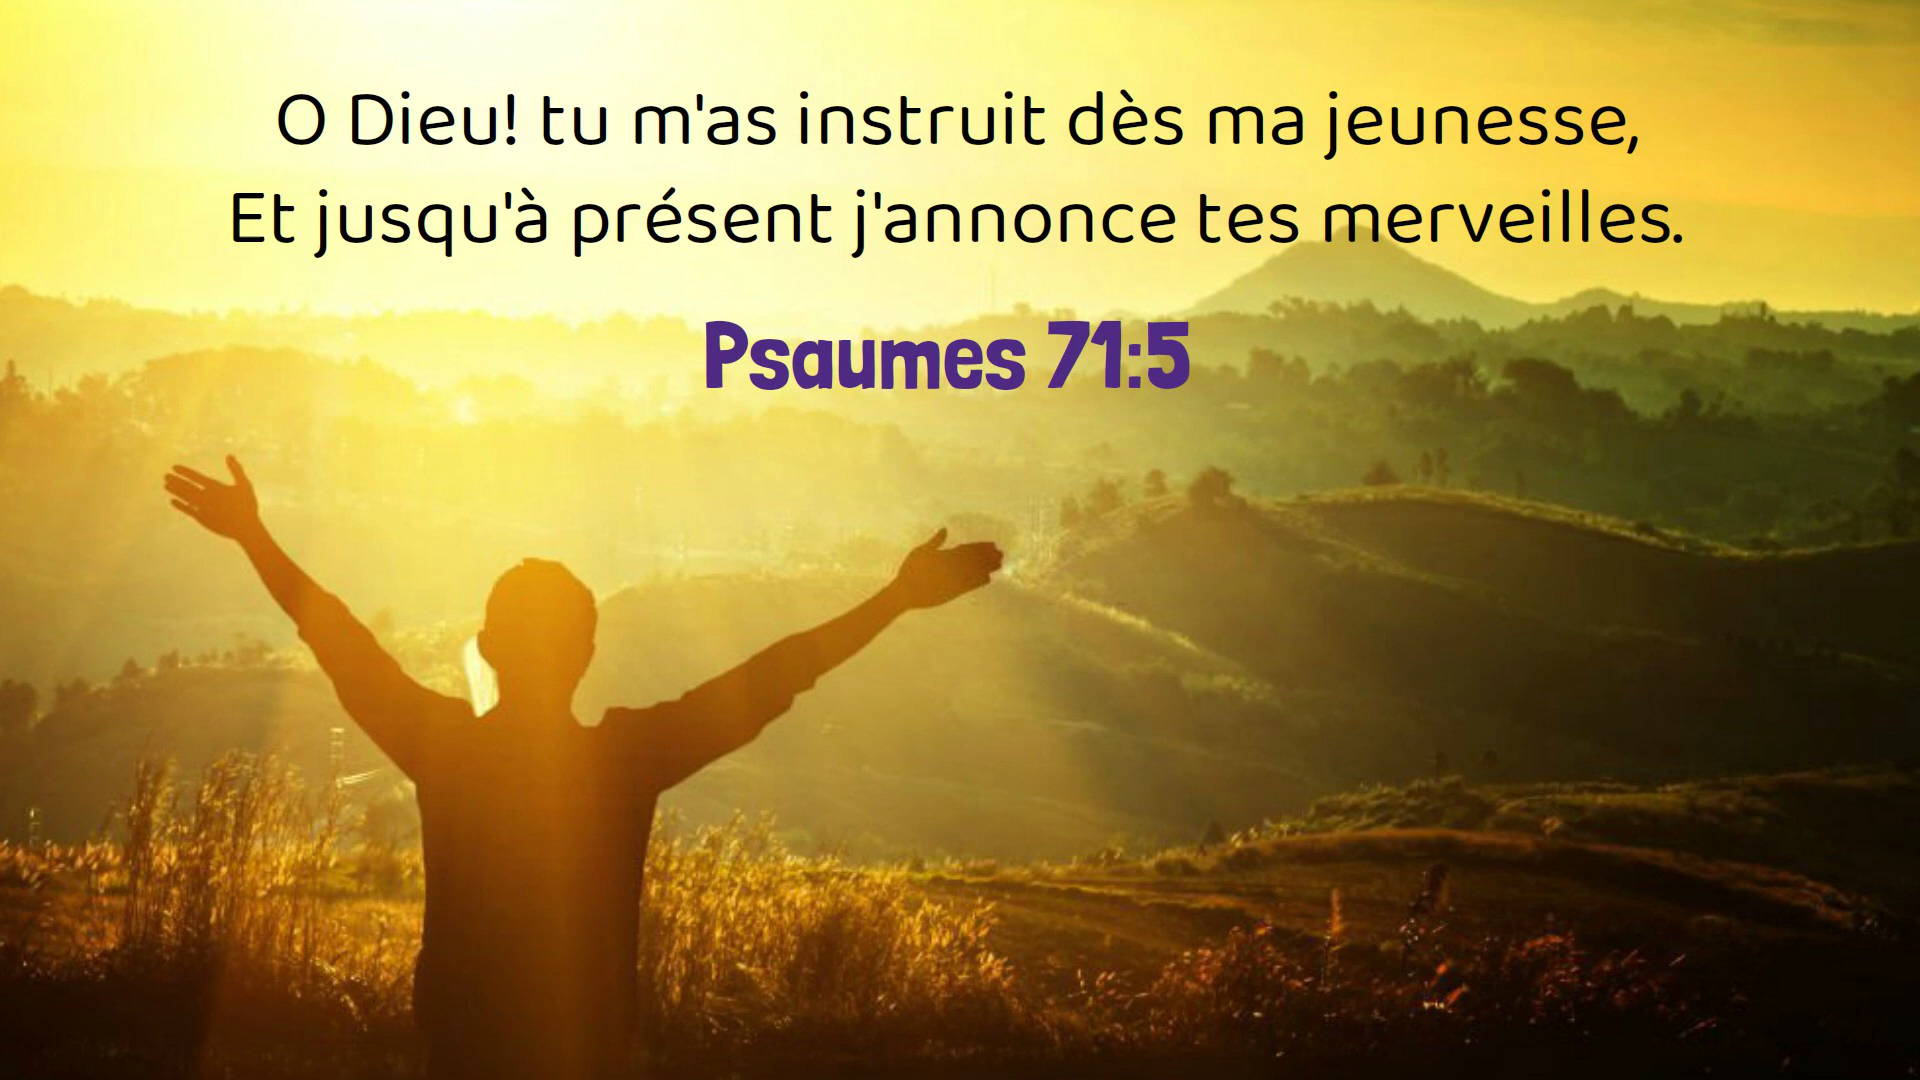 O Dieu! tu m'as instruit dès ma jeunesse,
Et jusqu'à présent j'annonce tes merveilles.
Psaumes 71:5